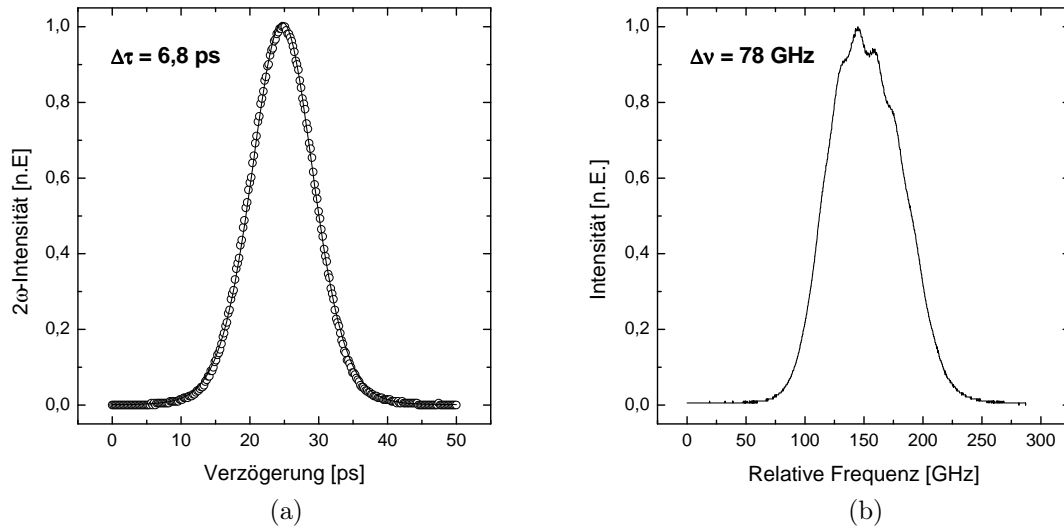 Δτ = 6,8 ps
2ω-Intensität [n.E]
1,0
0,8
0,6
0,4
0,2
0,0
0 10 20 30 40 50
Verzögerung [ps]
(a)
Δν = 78 GHz
Intensität [n.E.]
1,0
0,8
0,6
0,4
0,2
0,0
0 50 100 150 200 250 300
Relative Frequenz [GHz]
(b)